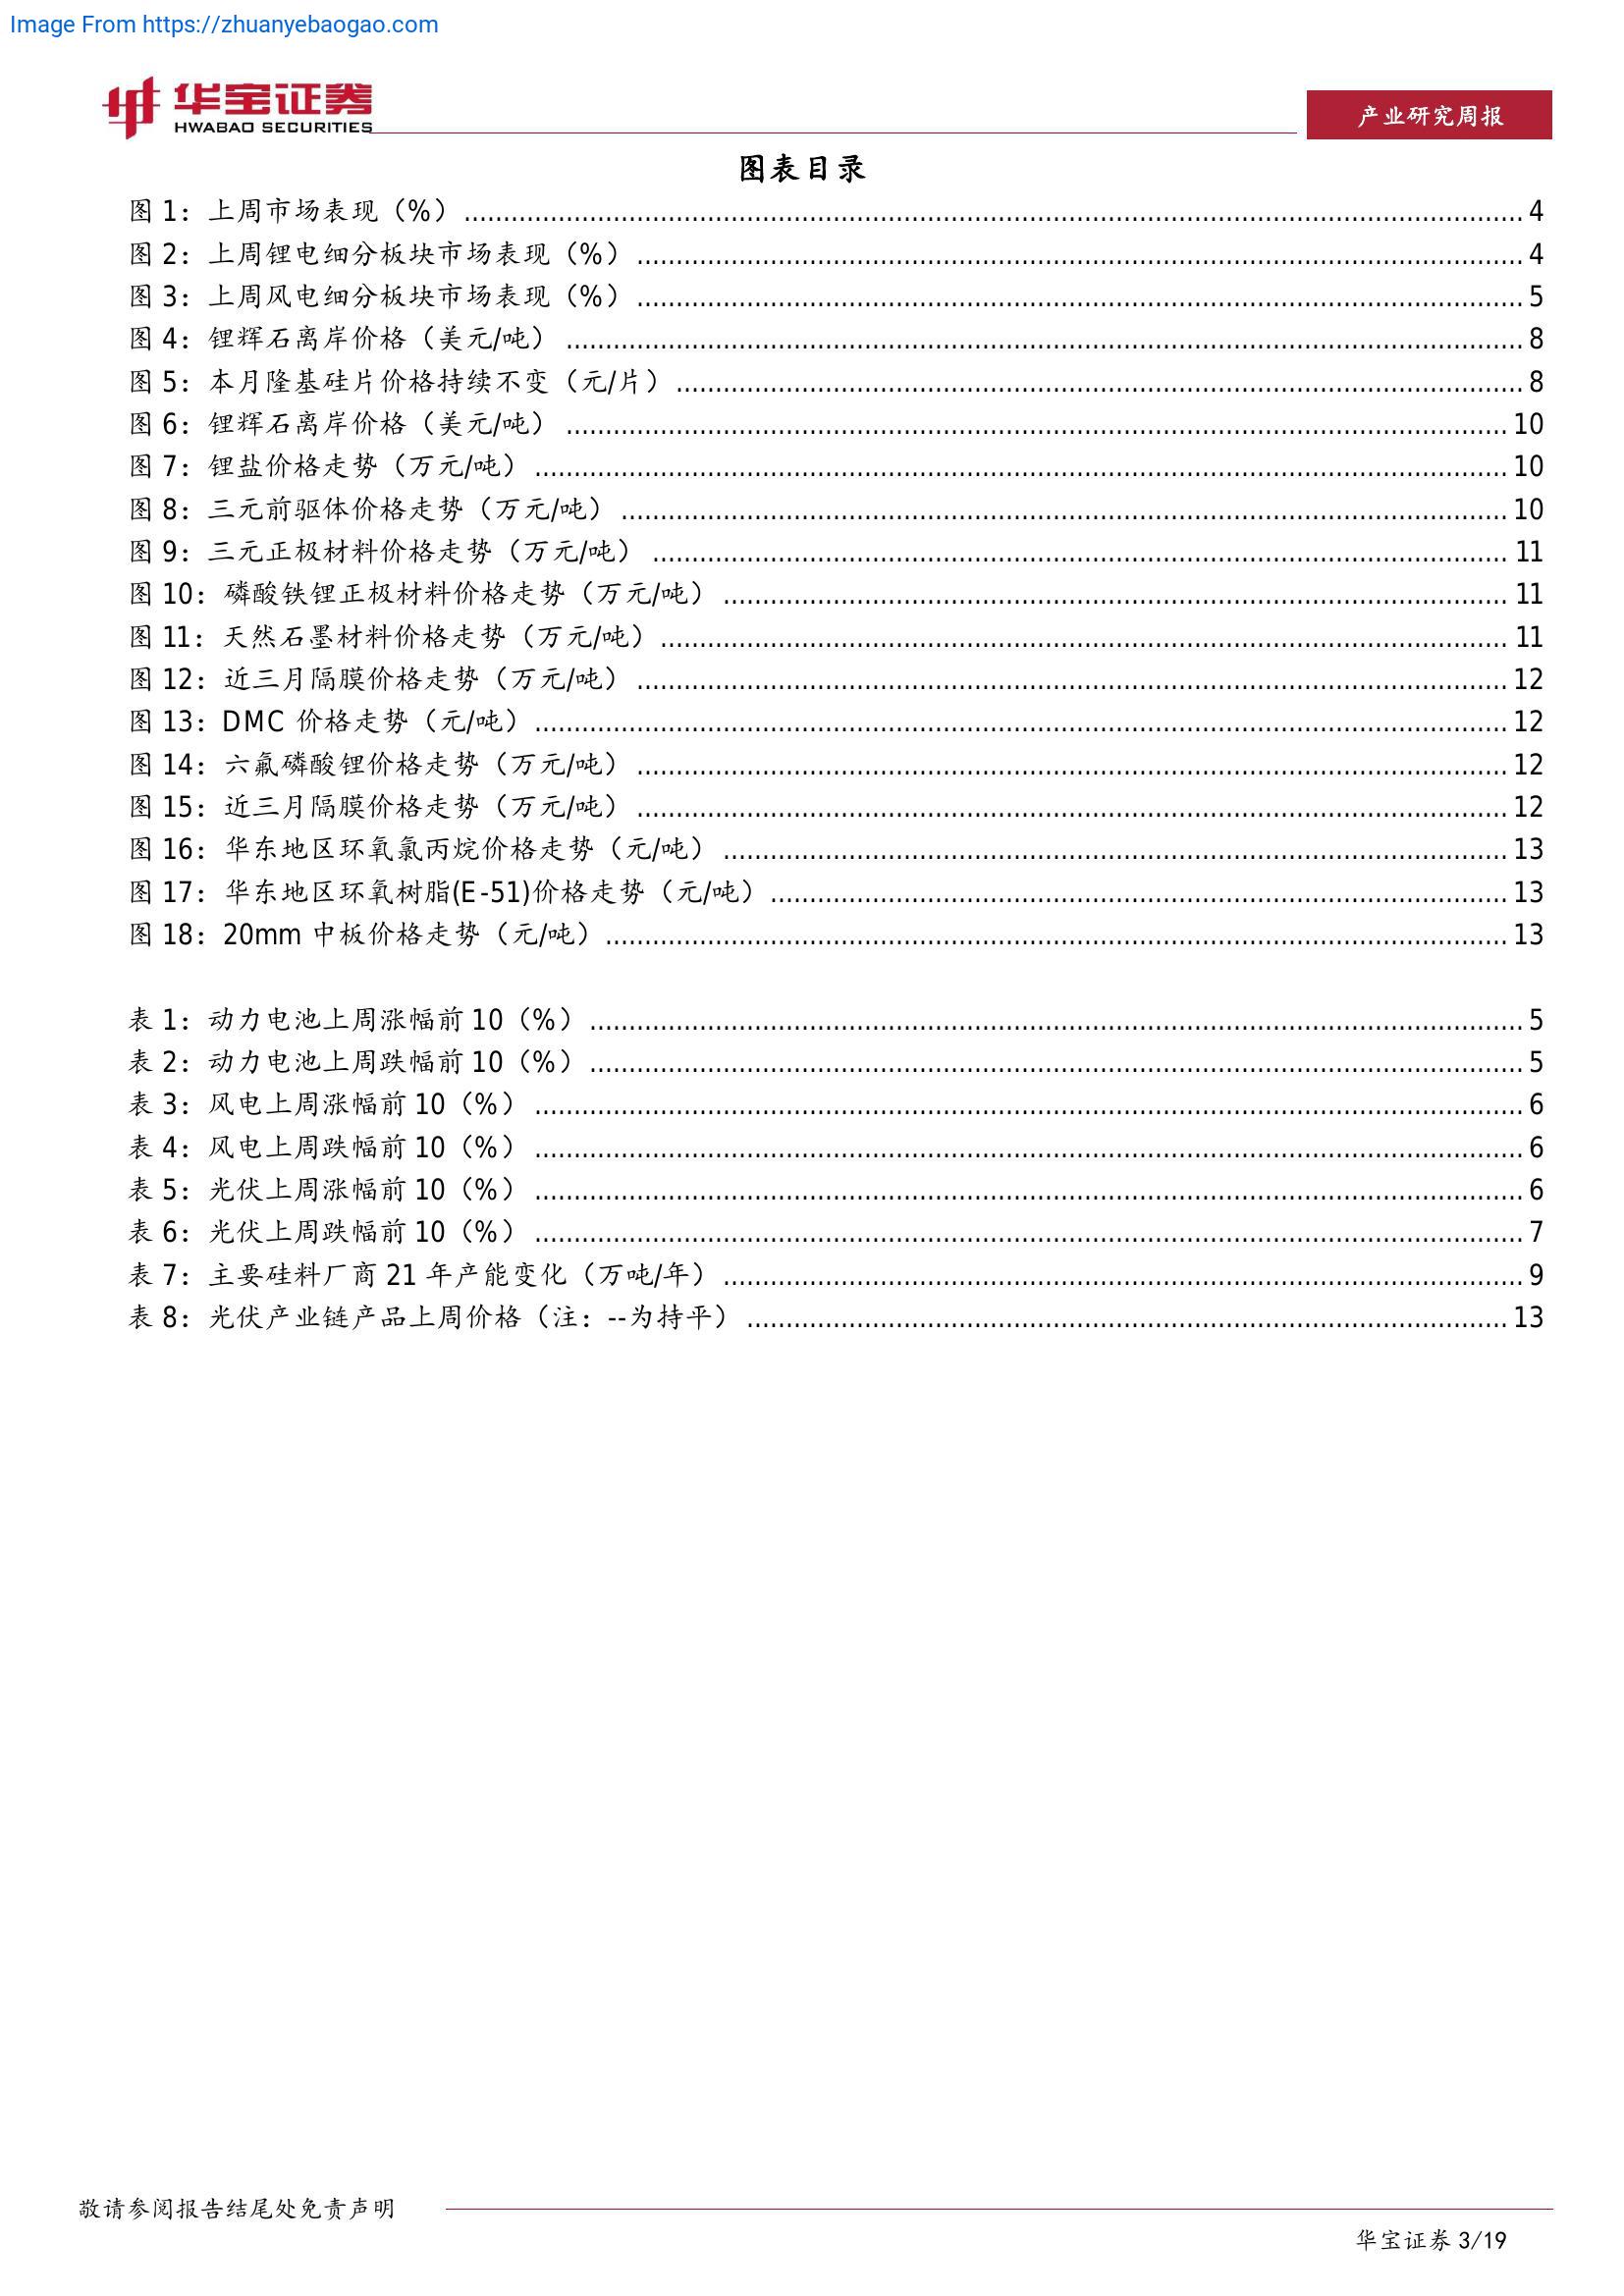 Image From https://zhuanyebaogao.com
华宝证券
HWABAO SECURITIES
产业研究周报
图表目录
图 1：上周市场表现（%）........................ 4
图 2：上周锂电细分板块市场表现（%）........................ 4
图 3：上周风电细分板块市场表现（%）........................ 5
图 4：锂辉石离岸价格（美元/吨）........................ 8
图 5：本月隆基硅片价格持续不变（元/片）........................ 8
图 6：锂辉石离岸价格（美元/吨）........................ 10
图 7：锂盐价格走势（万元/吨）........................ 10
图 8：三元前驱体价格走势（万元/吨）........................ 10
图 9：三元正极材料价格走势（万元/吨）........................ 11
图 10：磷酸铁锂正极材料价格走势（万元/吨）........................ 11
图 11：天然石墨材料价格走势（万元/吨）........................ 11
图 12：近三月隔膜价格走势（万元/吨）........................ 12
图 13：DMC 价格走势（元/吨）........................ 12
图 14：六氟磷酸锂价格走势（万元/吨）........................ 12
图 15：近三月隔膜价格走势（万元/吨）........................ 12
图 16：华东地区环氧氯丙烷价格走势（元/吨）........................ 13
图 17：华东地区环氧树脂(E-51)价格走势（元/吨）........................ 13
图 18：20mm 中板价格走势（元/吨）........................ 13
表 1：动力电池上周涨幅前 10（%）........................ 5
表 2：动力电池上周跌幅前 10（%）........................ 5
表 3：风电上周涨幅前 10（%）........................ 6
表 4：风电上周跌幅前 10（%）........................ 6
表 5：光伏上周涨幅前 10（%）........................ 6
表 6：光伏上周跌幅前 10（%）........................ 7
表 7：主要硅料厂商 21 年产能变化（万吨/年）........................ 9
表 8：光伏产业链产品上周价格（注：--为持平）........................ 13
敬请参阅报告结尾处免责声明
华宝证券 3/19